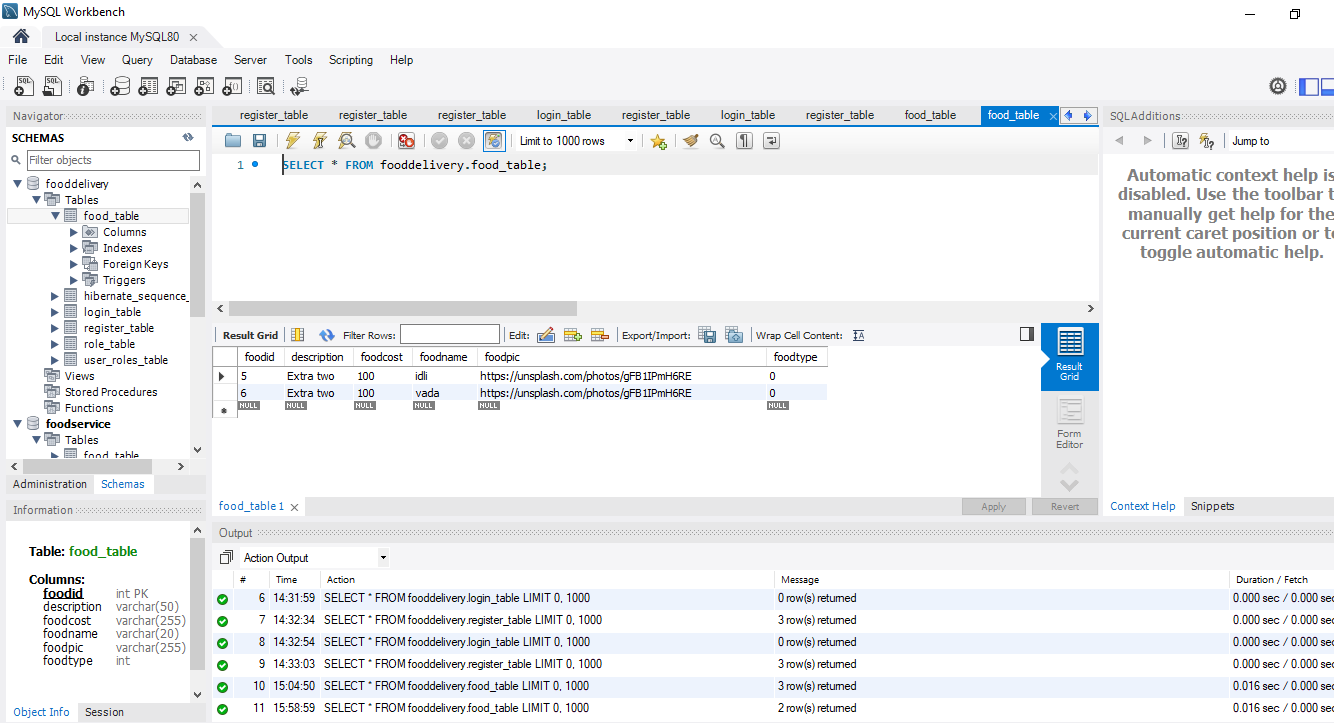 MySQL Workbench
Local instance MySQL80
File Edit View Query Database Server Tools Scripting Help
Navigator
SCHEMAS
Filter objects
fooddelivery
Tables
food_table
Columns
Indexes
Foreign Keys
Triggers
hibernate_sequence_
login_table
register_table
role_table
user_roles_table
Views
Stored Procedures
Functions
foodservice
Tables
food_table
Administration Schemas
Information
Table: food_table
Columns:
foodid int PK
description varchar(50)
foodcost varchar(255)
foodname varchar(20)
foodpic varchar(255)
foodtype int
Object Info Session
register_table register_table register_table login_table register_table login_table register_table food_table food_table
Limit to 1000 rows
1 SELECT * FROM fooddelivery.food_table;
Result Grid Filter Rows: Edit: Export/Import: Wrap Cell Content:
foodid description foodcost foodname foodpic foodtype
5 Extra two 100 idli https://unsplash.com/photos/gFB1IPmH6RE 0
6 Extra two 100 vada https://unsplash.com/photos/gFB1IPmH6RE 0
NULL NULL NULL NULL NULL NULL
Result
Grid
Form
Editor
food_table 1
Apply Revert
SQLAdditions
Jump to
Automatic context help is
disabled. Use the toolbar t
manually get help for the
current caret position or to
toggle automatic help.
Context Help Snippets
Output
Action Output
# Time Action Message Duration / Fetch
6 14:31:59 SELECT * FROM fooddelivery.login_table LIMIT 0, 1000 0 row(s) returned 0.000 sec / 0.000 sec
7 14:32:34 SELECT * FROM fooddelivery.register_table LIMIT 0, 1000 3 row(s) returned 0.000 sec / 0.000 sec
8 14:32:54 SELECT * FROM fooddelivery.login_table LIMIT 0, 1000 0 row(s) returned 0.000 sec / 0.000 sec
9 14:33:03 SELECT * FROM fooddelivery.register_table LIMIT 0, 1000 3 row(s) returned 0.000 sec / 0.000 sec
10 15:04:50 SELECT * FROM fooddelivery.food_table LIMIT 0, 1000 3 row(s) returned 0.016 sec / 0.000 sec
11 15:58:59 SELECT * FROM fooddelivery.food_table LIMIT 0, 1000 2 row(s) returned 0.016 sec / 0.000 sec